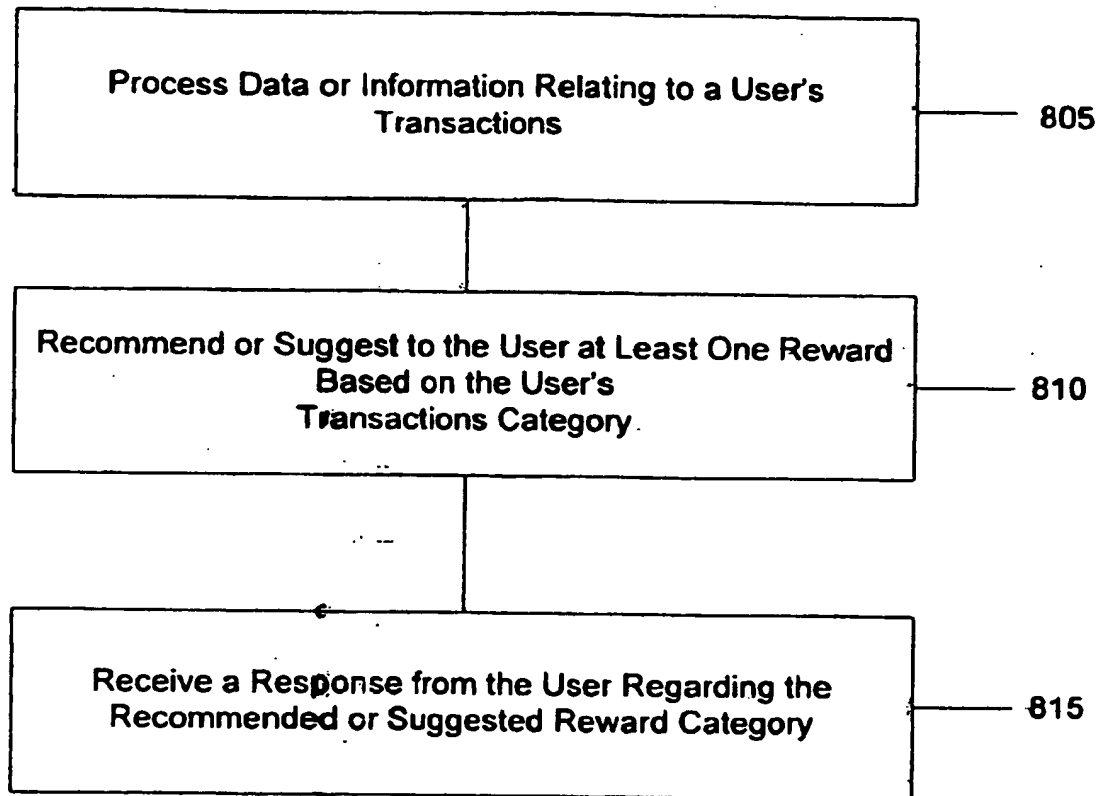 Process Data or Information Relating to a User's
Transactions
805
Recommend or Suggest to the User at Least One Reward
Based on the User's
Transactions Category
810
Receive a Response from the User Regarding the
Recommended or Suggested Reward Category
815